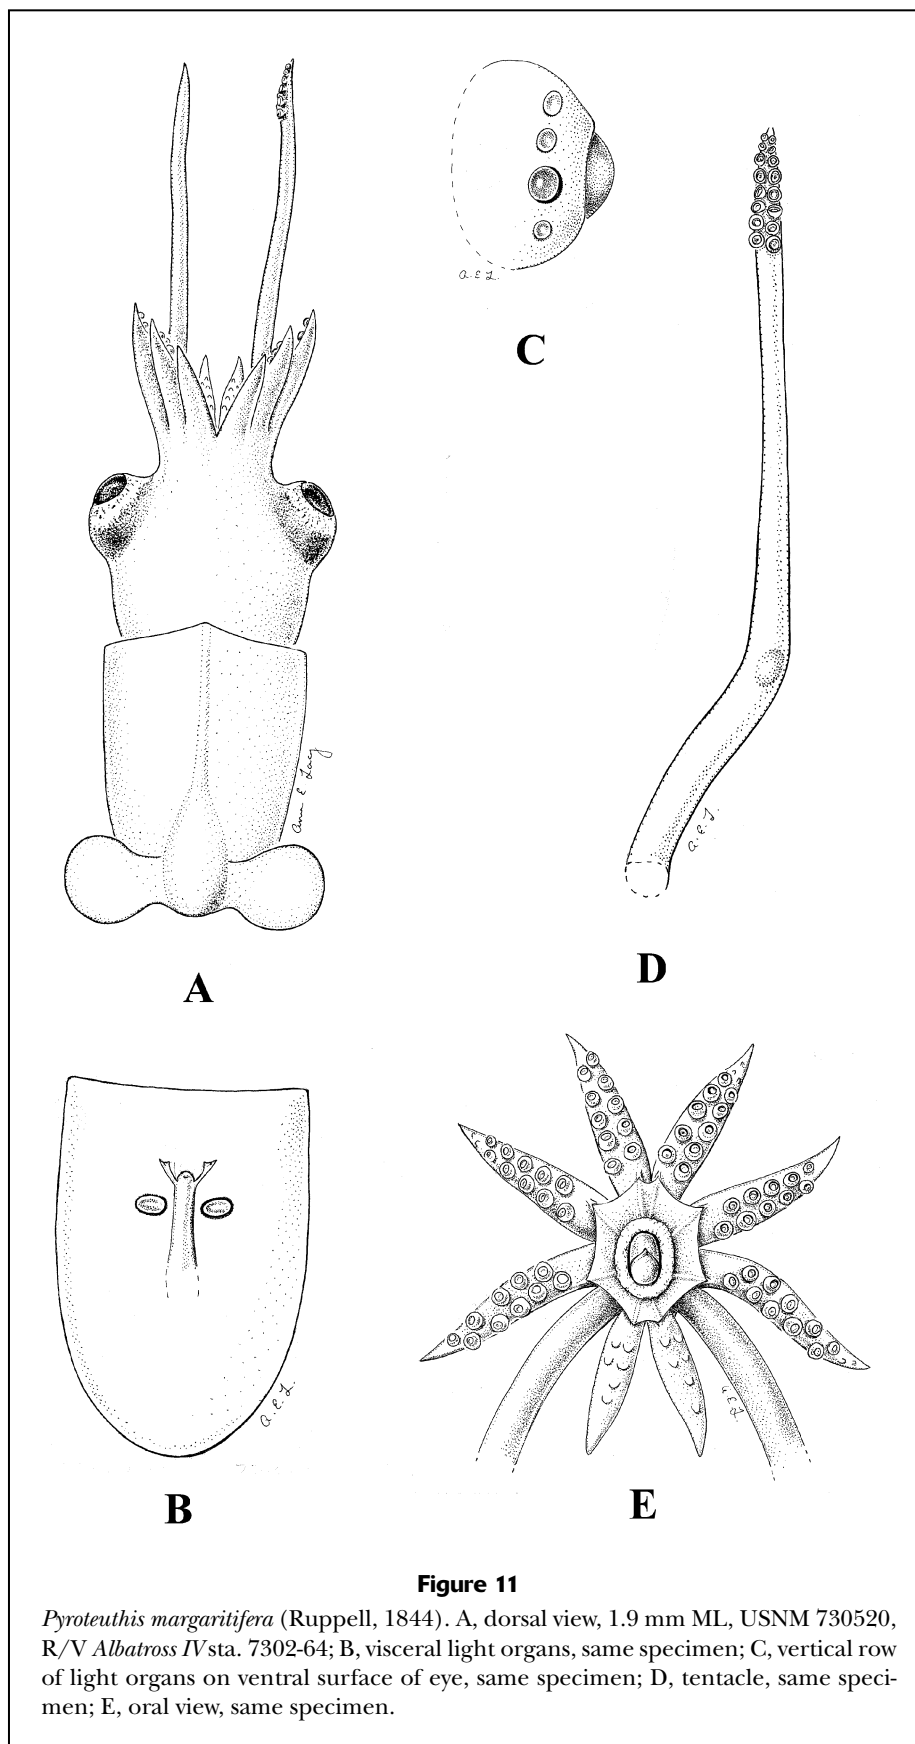 a.E.L.
C
Ann E Lacy
a.E.L.
A
D
a.E.L.
B
E
Figure 11
Pyroteuthis margaritifera (Ruppell, 1844). A, dorsal view, 1.9 mm ML, USNM 730520,
R/V Albatross IV sta. 7302-64; B, visceral light organs, same specimen; C, vertical row
of light organs on ventral surface of eye, same specimen; D, tentacle, same speci-
men; E, oral view, same specimen.